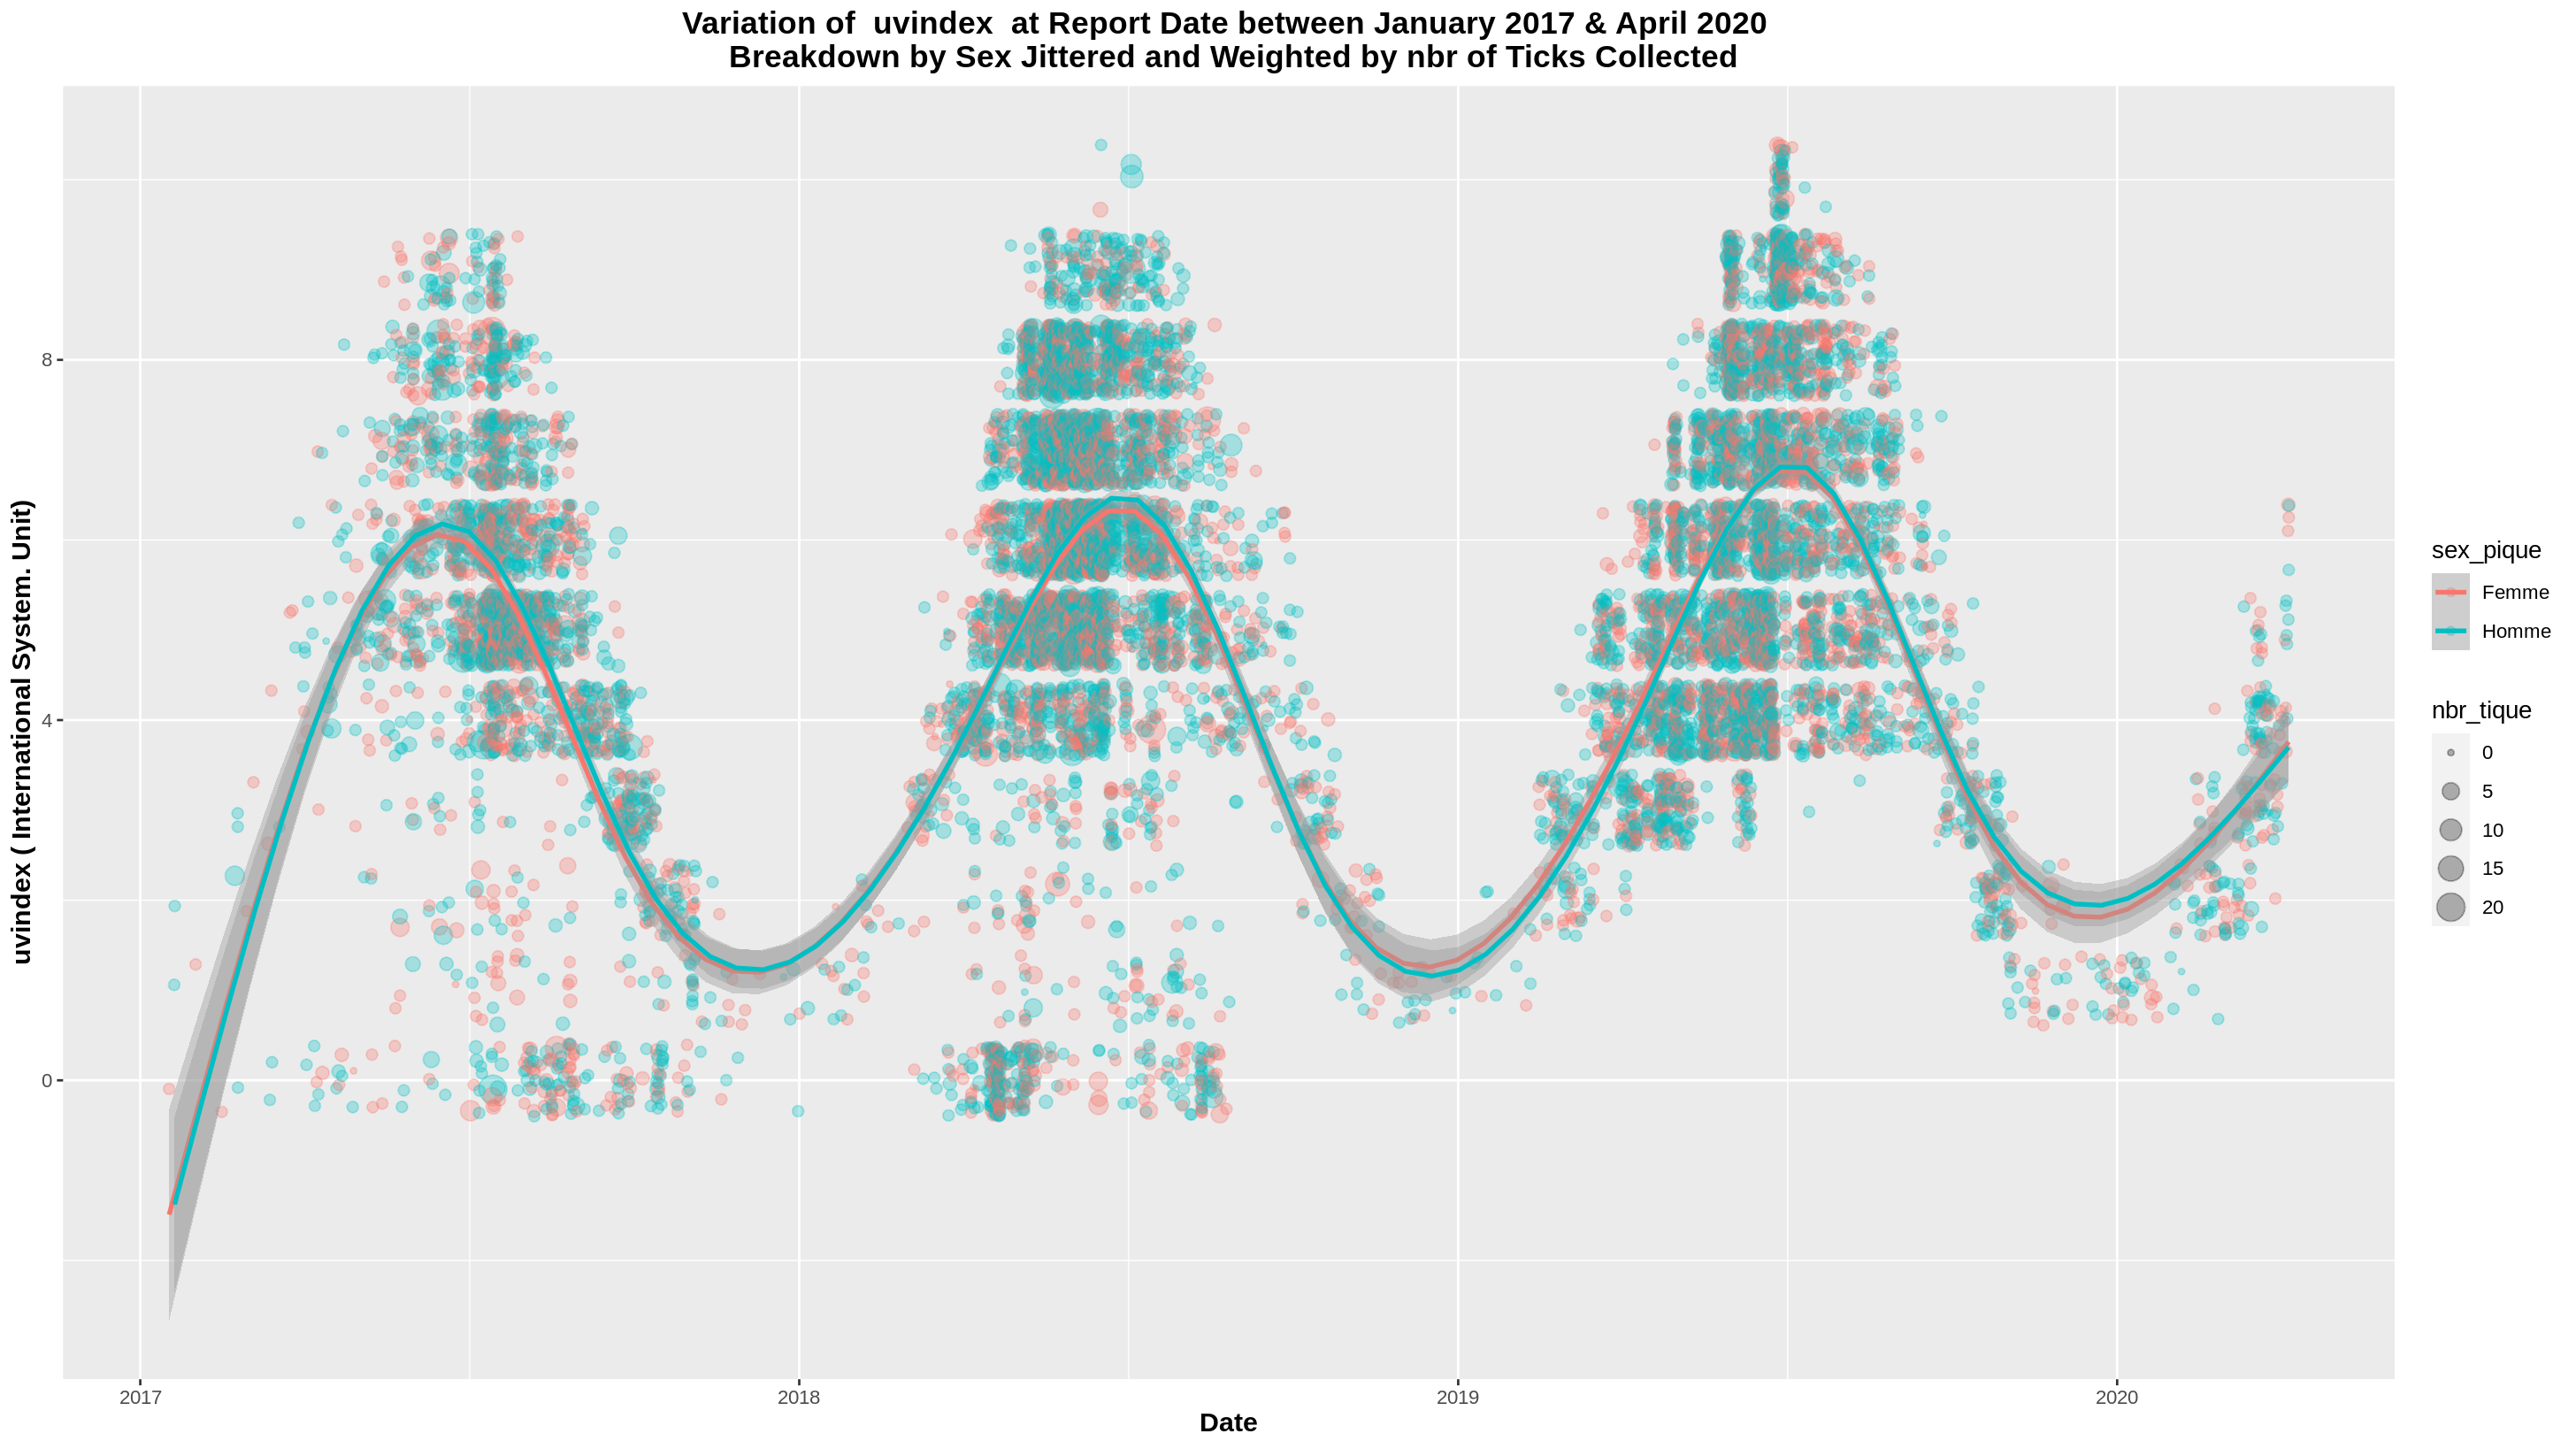 Variation of  uvindex  at Report Date between January 2017 & April 2020
Breakdown by Sex Jittered and Weighted by nbr of Ticks Collected
uvindex ( International System. Unit)
8
4
0
2017
2018
2019
2020
Date
sex_pique
Femme
Homme
nbr_tique
0
5
10
15
20